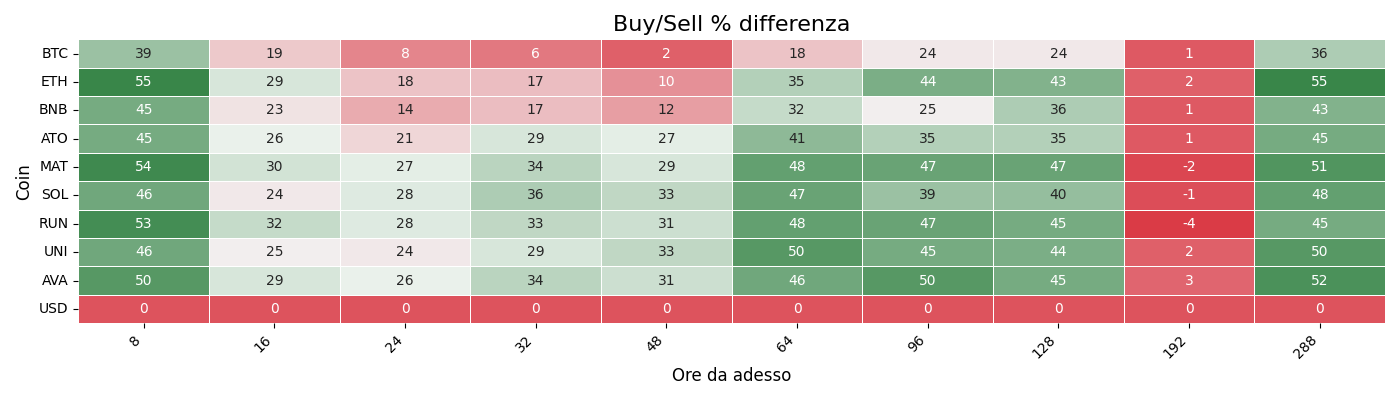 Buy/Sell % differenza
BTC 39 19 8 6 2 18 24 24 1 36
ETH 55 29 18 17 10 35 44 43 2 55
BNB 45 23 14 17 12 32 25 36 1 43
ATO 45 26 21 29 27 41 35 35 1 45
MAT 54 30 27 34 29 48 47 47 -2 51
SOL 46 24 28 36 33 47 39 40 -1 48
RUN 53 32 28 33 31 48 47 45 -4 45
UNI 46 25 24 29 33 50 45 44 2 50
AVA 50 29 26 34 31 46 50 45 3 52
USD 0 0 0 0 0 0 0 0 0 0
Coin
8 16 24 32 48 64 96 128 192 288
Ore da adesso